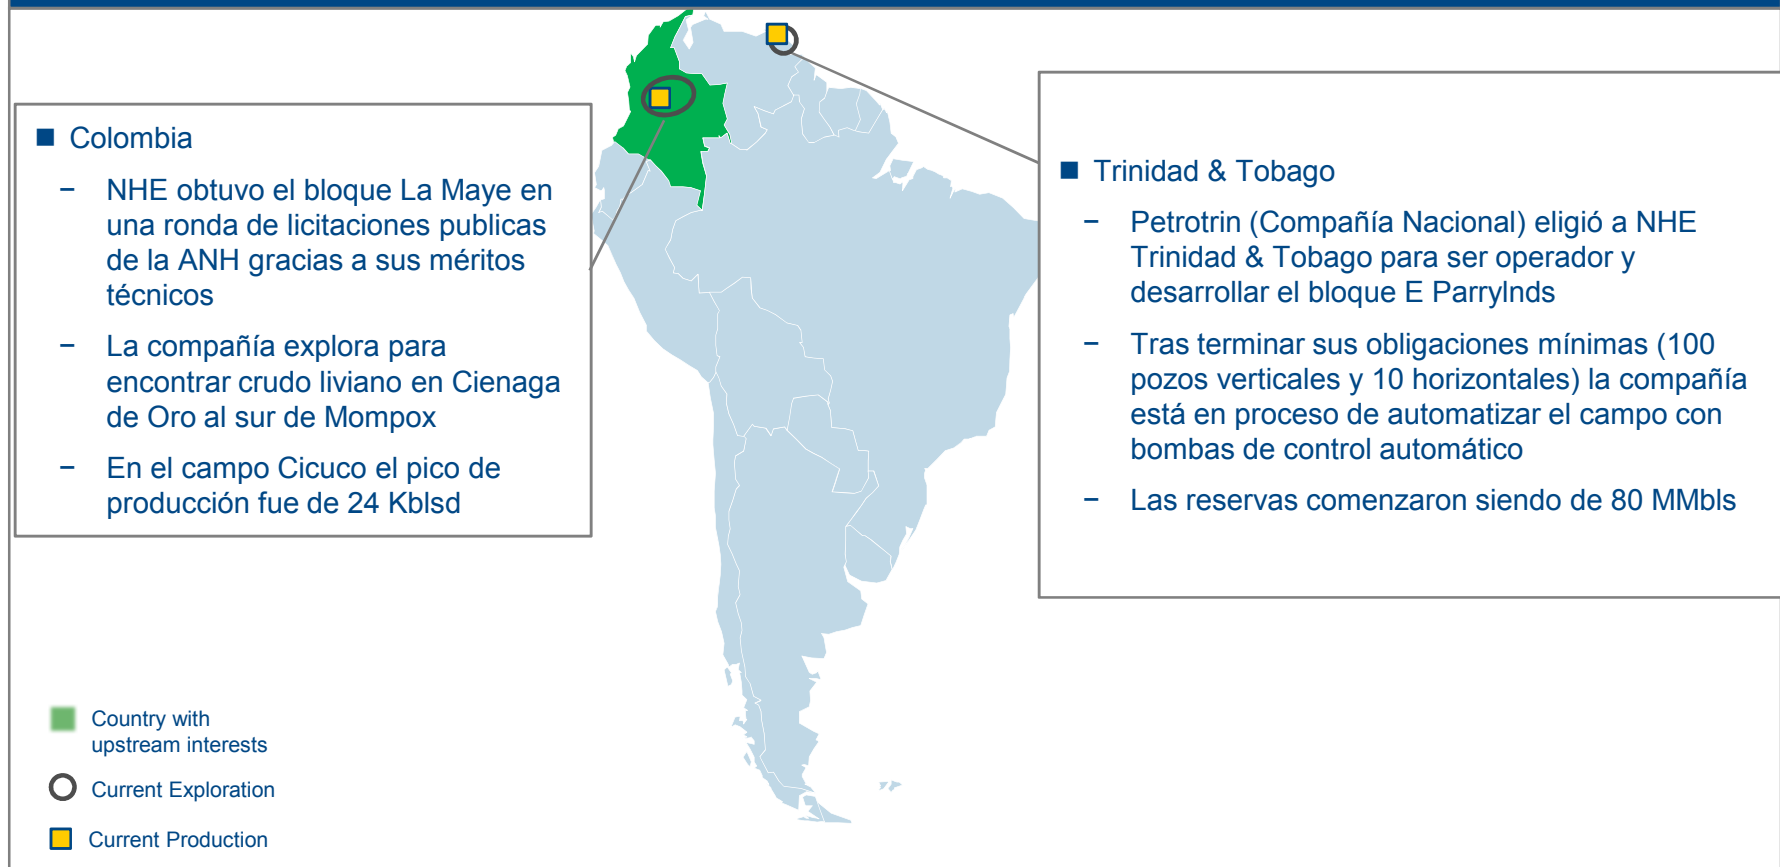 ■ Colombia
− NHE obtuvo el bloque La Maye en
una ronda de licitaciones publicas
de la ANH gracias a sus méritos
técnicos
− La compañía explora para
encontrar crudo liviano en Cienaga
de Oro al sur de Mompox
− En el campo Cicuco el pico de
producción fue de 24 Kblsd
■ Trinidad & Tobago
− Petrotrin (Compañía Nacional) eligió a NHE
Trinidad & Tobago para ser operador y
desarrollar el bloque E Parrylnds
− Tras terminar sus obligaciones mínimas (100
pozos verticales y 10 horizontales) la compañía
está en proceso de automatizar el campo con
bombas de control automático
− Las reservas comenzaron siendo de 80 MMbls
Country with
upstream interests
Current Exploration
Current Production